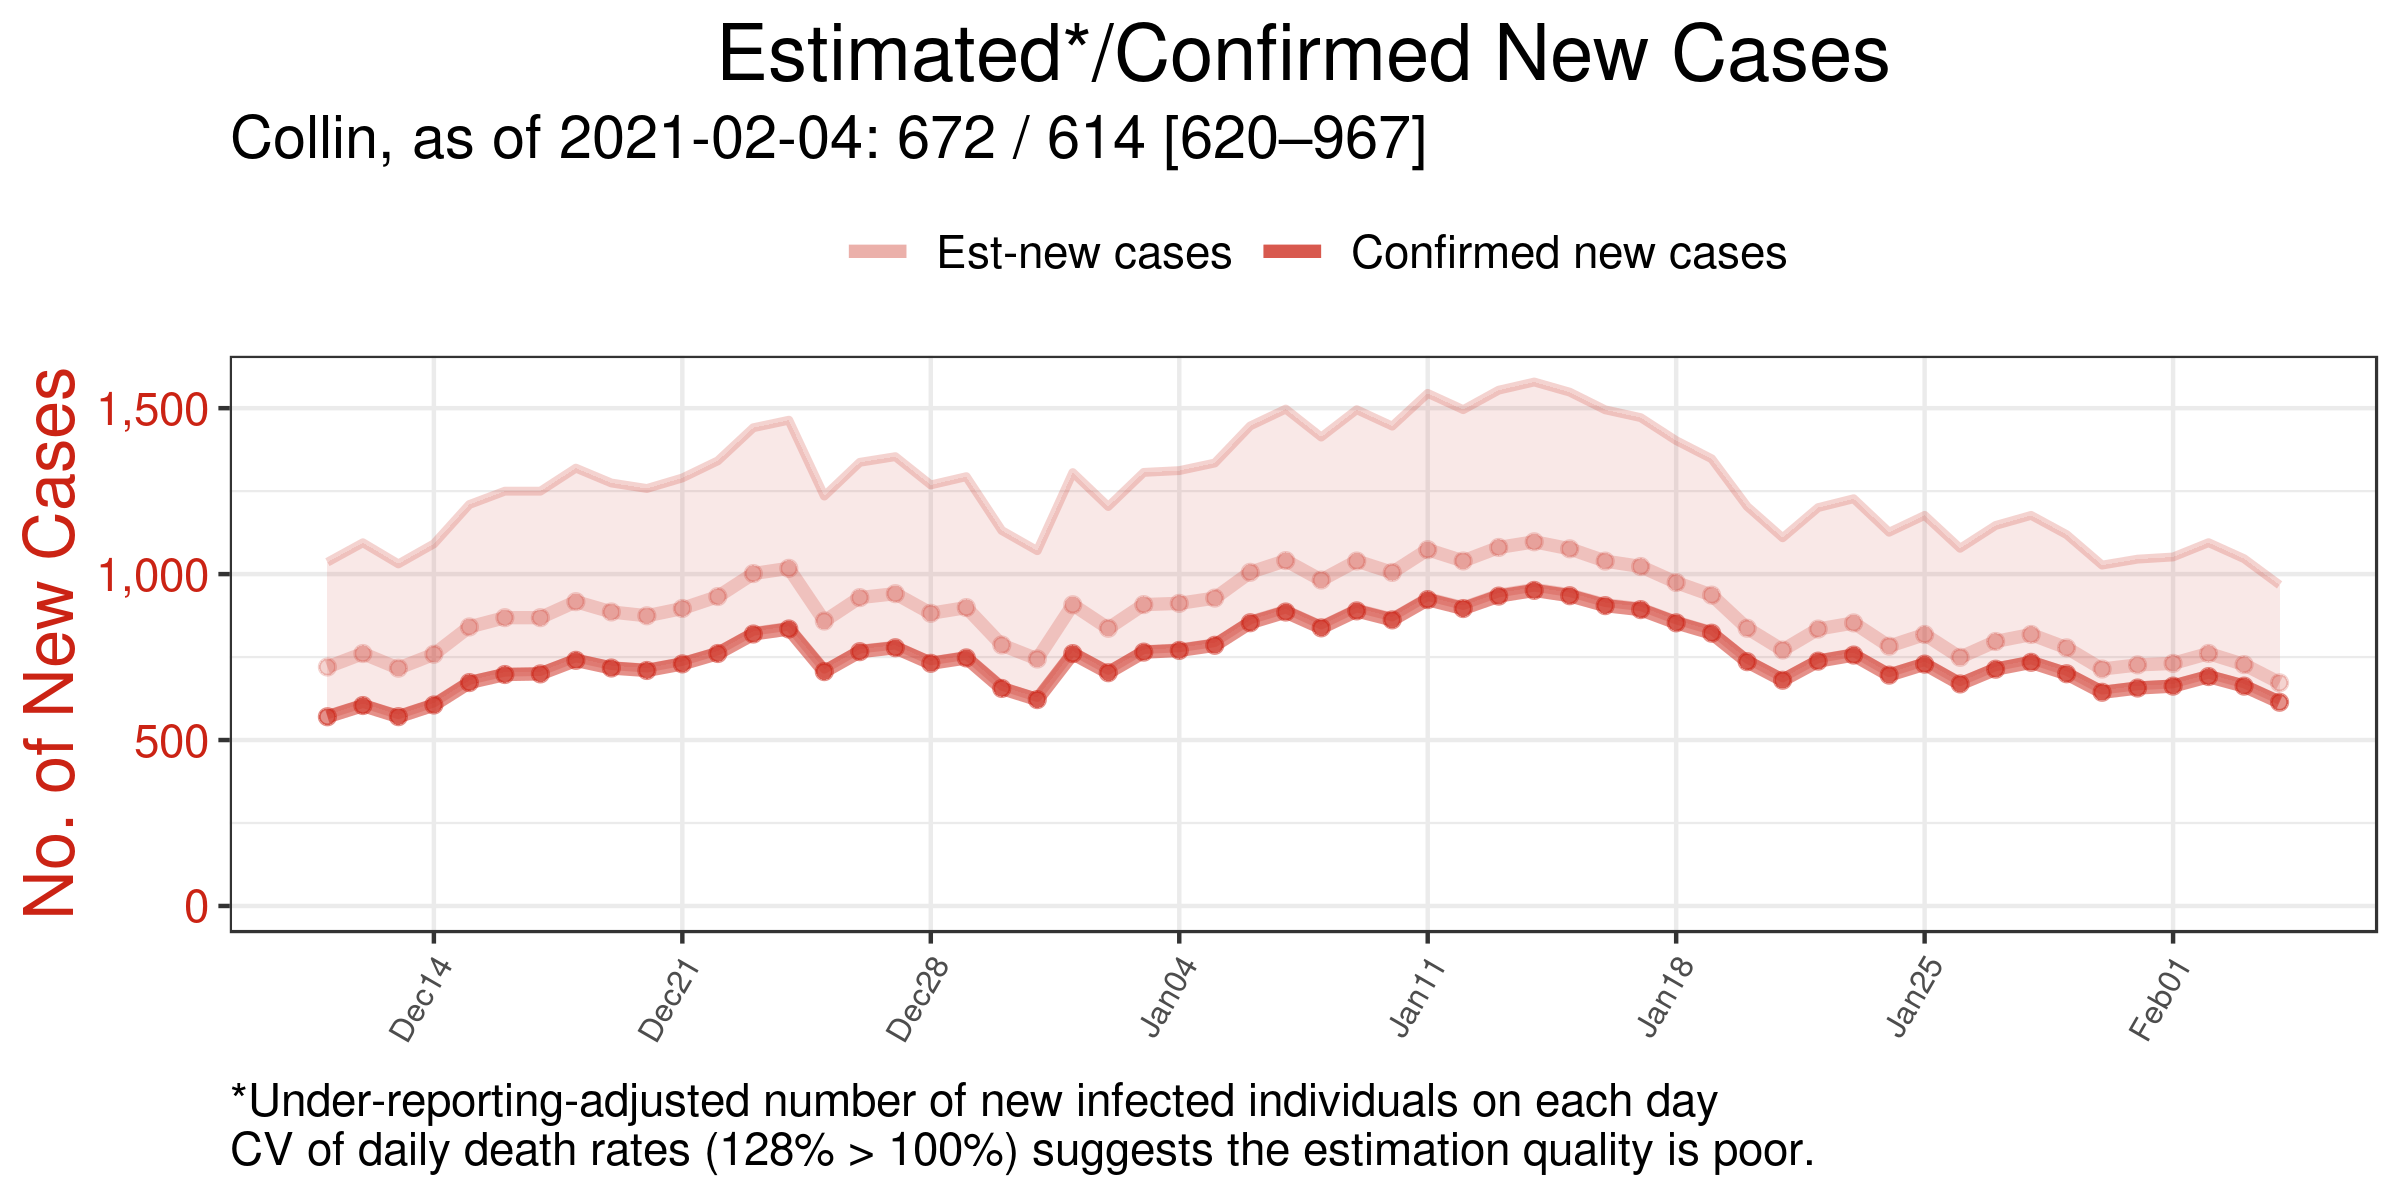 Estimated*/Confirmed New Cases
Collin, as of 2021-02-04: 672 / 614 [620–967]
Est-new cases Confirmed new cases
No. of New Cases
1,500
1,000
500
0
Dec14 Dec21 Dec28 Jan04 Jan11 Jan18 Jan25 Feb01
*Under-reporting-adjusted number of new infected individuals on each day
CV of daily death rates (128% > 100%) suggests the estimation quality is poor.